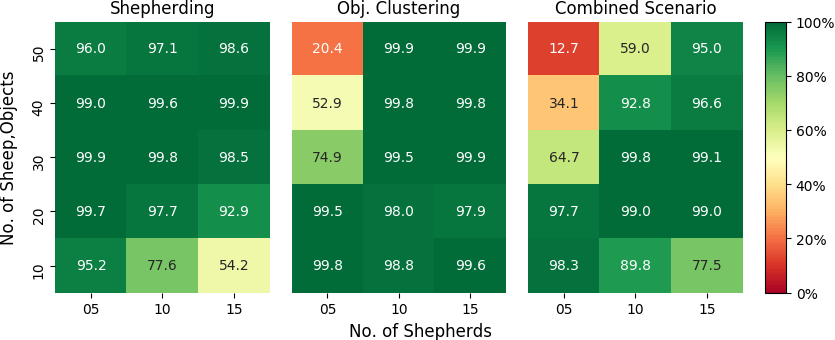 Shepherding Obj. Clustering Combined Scenario
No. of Sheep,Objects
50 96.0 97.1 98.6 20.4 99.9 99.9 12.7 59.0 95.0
40 99.0 99.6 99.9 52.9 99.8 99.8 34.1 92.8 96.6
30 99.9 99.8 98.5 74.9 99.5 99.9 64.7 99.8 99.1
20 99.7 97.7 92.9 99.5 98.0 97.9 97.7 99.0 99.0
10 95.2 77.6 54.2 99.8 98.8 99.6 98.3 89.8 77.5
05 10 15 05 10 15 05 10 15
No. of Shepherds
100%
80%
60%
40%
20%
0%